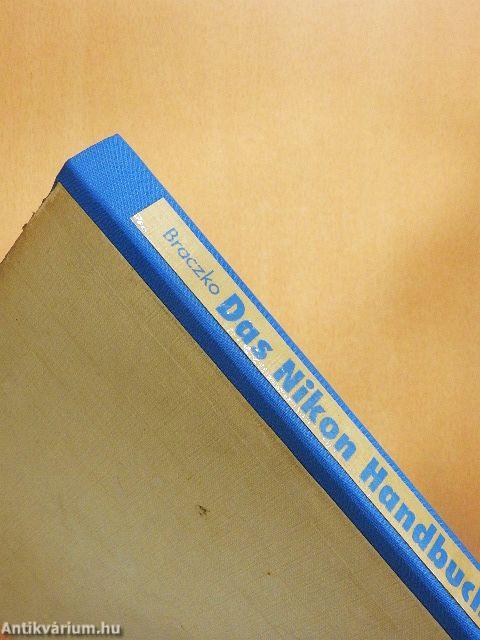 Braczko Das Nikon Handbuch
Antikvárium.hu